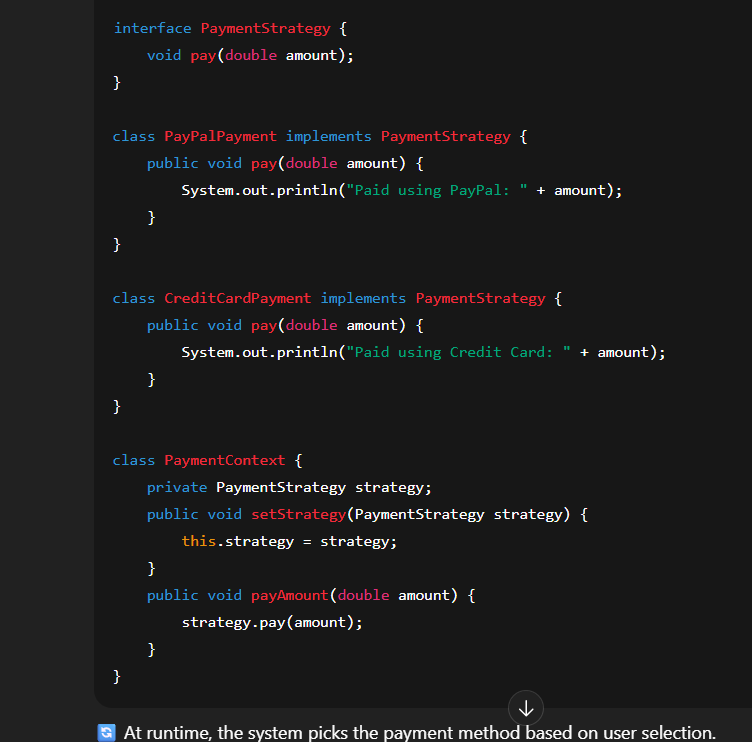 interface PaymentStrategy {
    void pay(double amount);
}

class PayPalPayment implements PaymentStrategy {
    public void pay(double amount) {
        System.out.println("Paid using PayPal: " + amount);
    }
}

class CreditCardPayment implements PaymentStrategy {
    public void pay(double amount) {
        System.out.println("Paid using Credit Card: " + amount);
    }
}

class PaymentContext {
    private PaymentStrategy strategy;
    public void setStrategy(PaymentStrategy strategy) {
        this.strategy = strategy;
    }
    public void payAmount(double amount) {
        strategy.pay(amount);
    }
}
🔄 At runtime, the system picks the payment method based on user selection.